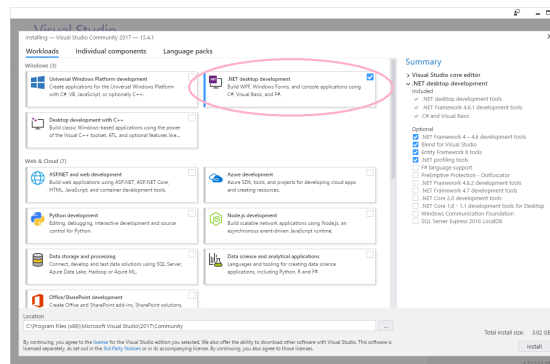 Visual Studio
Installing — Visual Studio Community 2017 — 15.4.1
Workloads Individual components Language packs
Windows (3)
Universal Windows Platform development
Create applications for the Universal Windows Platform
with C#, VB, JavaScript, or optionally C++.
.NET desktop development
Build WPF, Windows Forms, and console applications using
C#, Visual Basic, and F#.
Desktop development with C++
Build classic Windows-based applications using the power
of the Visual C++ toolset, ATL, and optional features like...
Web & Cloud (7)
ASP.NET and web development
Build web applications using ASP.NET, ASP.NET Core,
HTML, JavaScript, and container development tools.
Azure development
Azure SDK, tools, and projects for developing cloud apps
and creating resources.
Python development
Editing, debugging, interactive development and source
control for Python.
Node.js development
Build scalable network applications using Node.js, an
asynchronous event-driven JavaScript runtime.
Data storage and processing
Connect, develop and test data solutions using SQL Server,
Azure Data Lake, Hadoop or Azure ML.
Data science and analytical applications
Languages and tooling for creating data science
applications, including Python, R and F#.
Office/SharePoint development
Create Office and SharePoint add-ins, SharePoint solutions,
Summary
Visual Studio core editor
.NET desktop development
Included
.NET desktop development tools
.NET Framework 4.6.1 development tools
C# and Visual Basic
Optional
.NET Framework 4 – 4.6 development tools
Blend for Visual Studio
Entity Framework 6 tools
.NET profiling tools
F# language support
PreEmptive Protection - Dotfuscator
.NET Framework 4.6.2 development tools
.NET Framework 4.7 development tools
.NET Core 2.0 development tools
.NET Core 1.0 - 1.1 development tools for Desktop
Windows Communication Foundation
SQL Server Express 2016 LocalDB
Location
C:\Program Files (x86)\Microsoft Visual Studio\2017\Community
...
Total install size: 3.02 GB
By continuing, you agree to the license for the Visual Studio edition you selected. We also offer the ability to download other software with Visual Studio. This software is
licensed separately, as set out in the 3rd Party Notices or in its accompanying license. By continuing, you also agree to those licenses.
Install